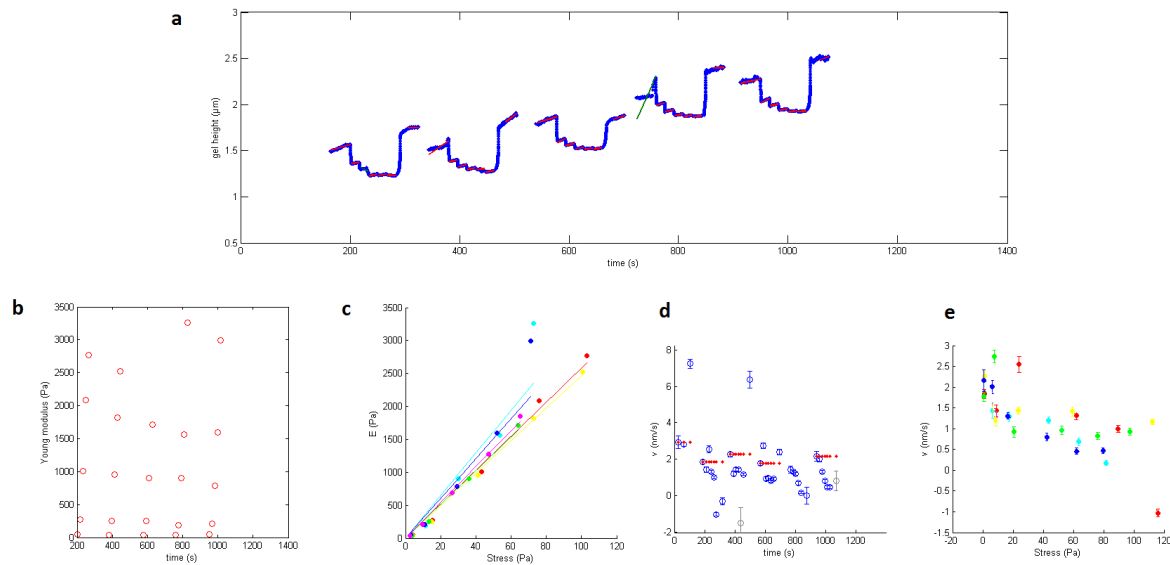 a
3
2.5
2
1.5
1
0.5
gel height (µm)
0 200 400 600 800 1000 1200 1400
time (s)
b
3500
3000
2500
2000
1500
1000
500
0
Young modulus (Pa)
200 400 600 800 1000 1200 1400
time (s)
c
3500
3000
2500
2000
1500
1000
500
0
E (Pa)
0 20 40 60 80 100 120
Stress (Pa)
d
8
6
4
2
0
-2
v (nm/s)
0 200 400 600 800 1000 1200
time (s)
e
3
2.5
2
1.5
1
0.5
0
-0.5
-1
-1.5
v (nm/s)
-20 0 20 40 60 80 100 120
Stress (Pa)